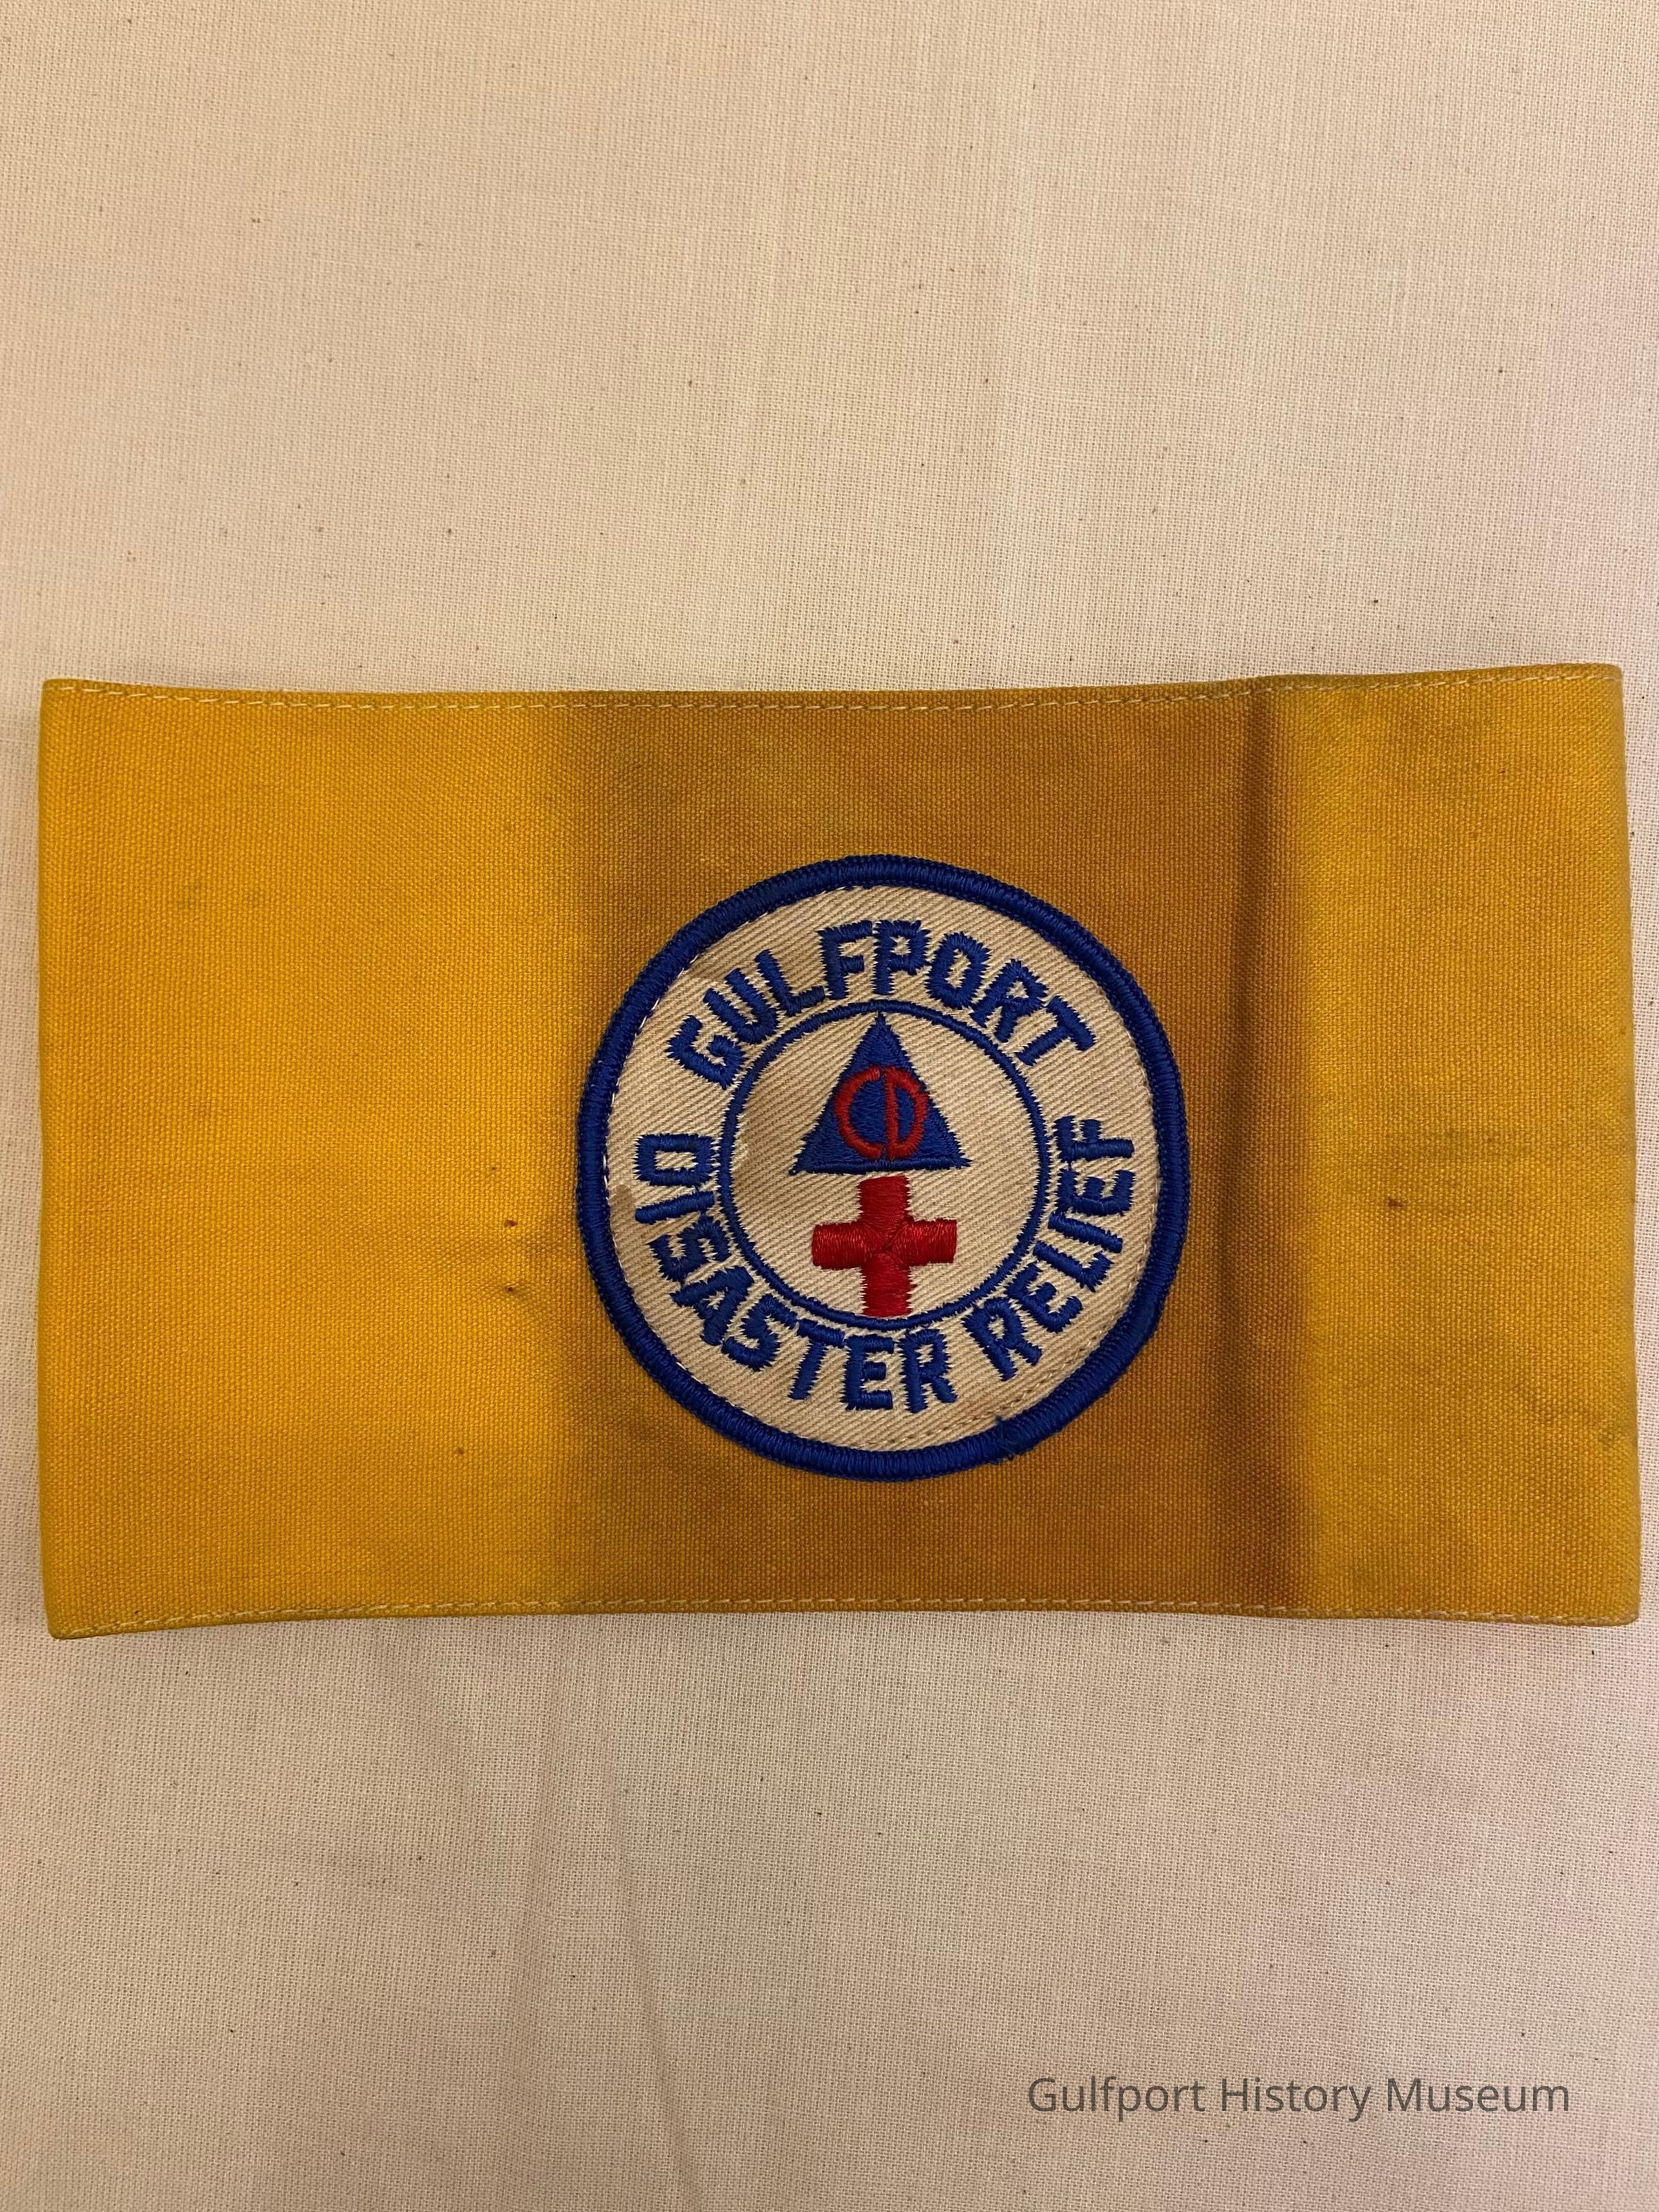 GULFPORT
CD
DISASTER RELIEF
Gulfport History Museum